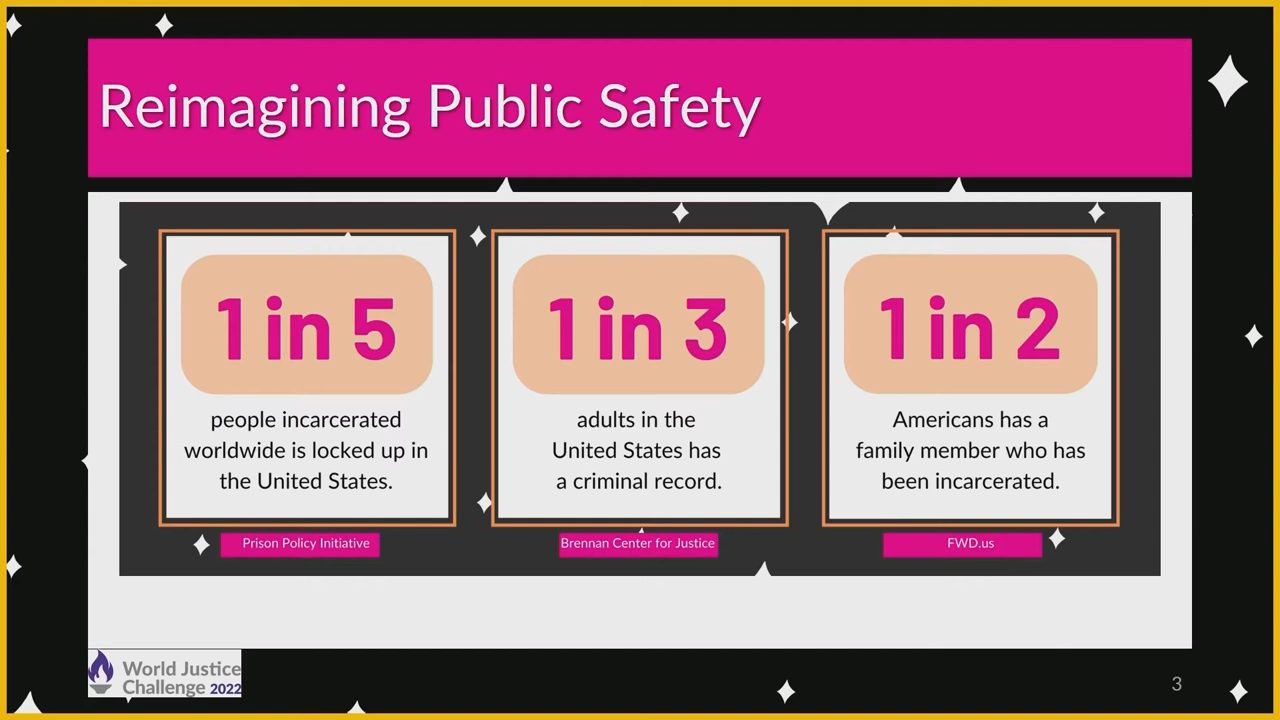 Reimagining Public Safety
1 in 5
people incarcerated
worldwide is locked up in
the United States.
Prison Policy Initiative
1 in 3
adults in the
United States has
a criminal record.
Brennan Center for Justice
1 in 2
Americans has a
family member who has
been incarcerated.
FWD.us
World Justice
Challenge 2022
3